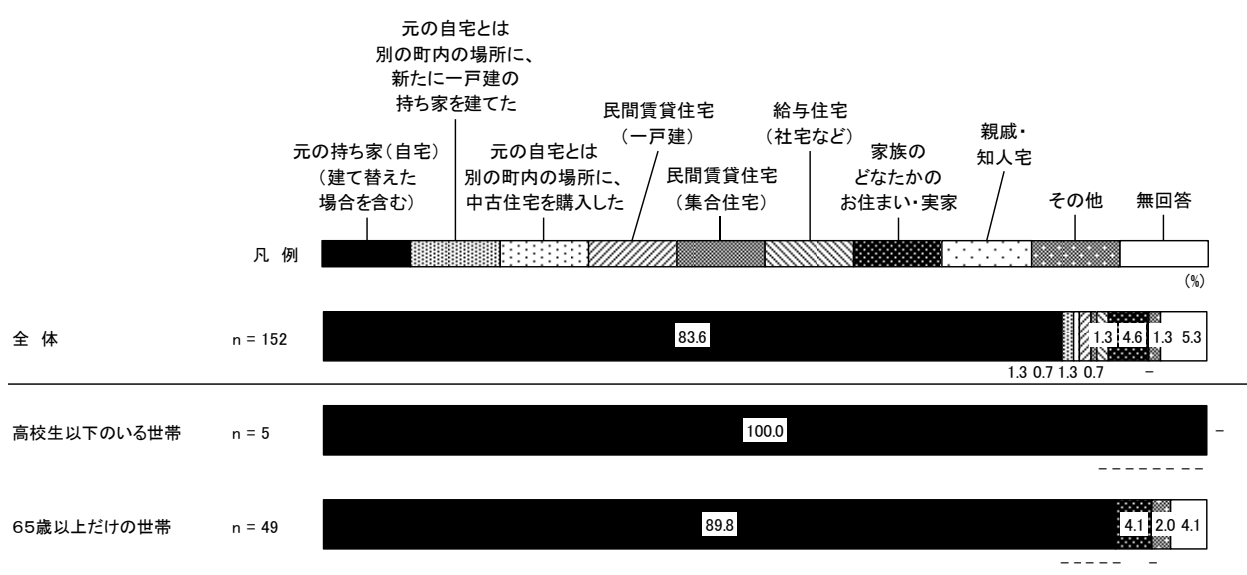 元の自宅とは
別の町内の場所に、
新たに一戸建の
持ち家を建てた
民間賃貸住宅
（一戸建）
給与住宅
（社宅など）
親戚・
知人宅
元の持ち家（自宅）
（建て替えた
場合を含む）
元の自宅とは
別の町内の場所に、
中古住宅を購入した
民間賃貸住宅
（集合住宅）
家族の
どなたかの
お住まい・実家
その他
無回答
凡 例
(%)
全 体 n = 152 83.6 1.3 4.6 1.3 5.3
1.3 0.7 1.3 0.7 －
高校生以下のいる世帯 n = 5 100.0 －
－ － － － － － － －
65歳以上だけの世帯 n = 49 89.8 4.1 2.0 4.1
－ － － － － －